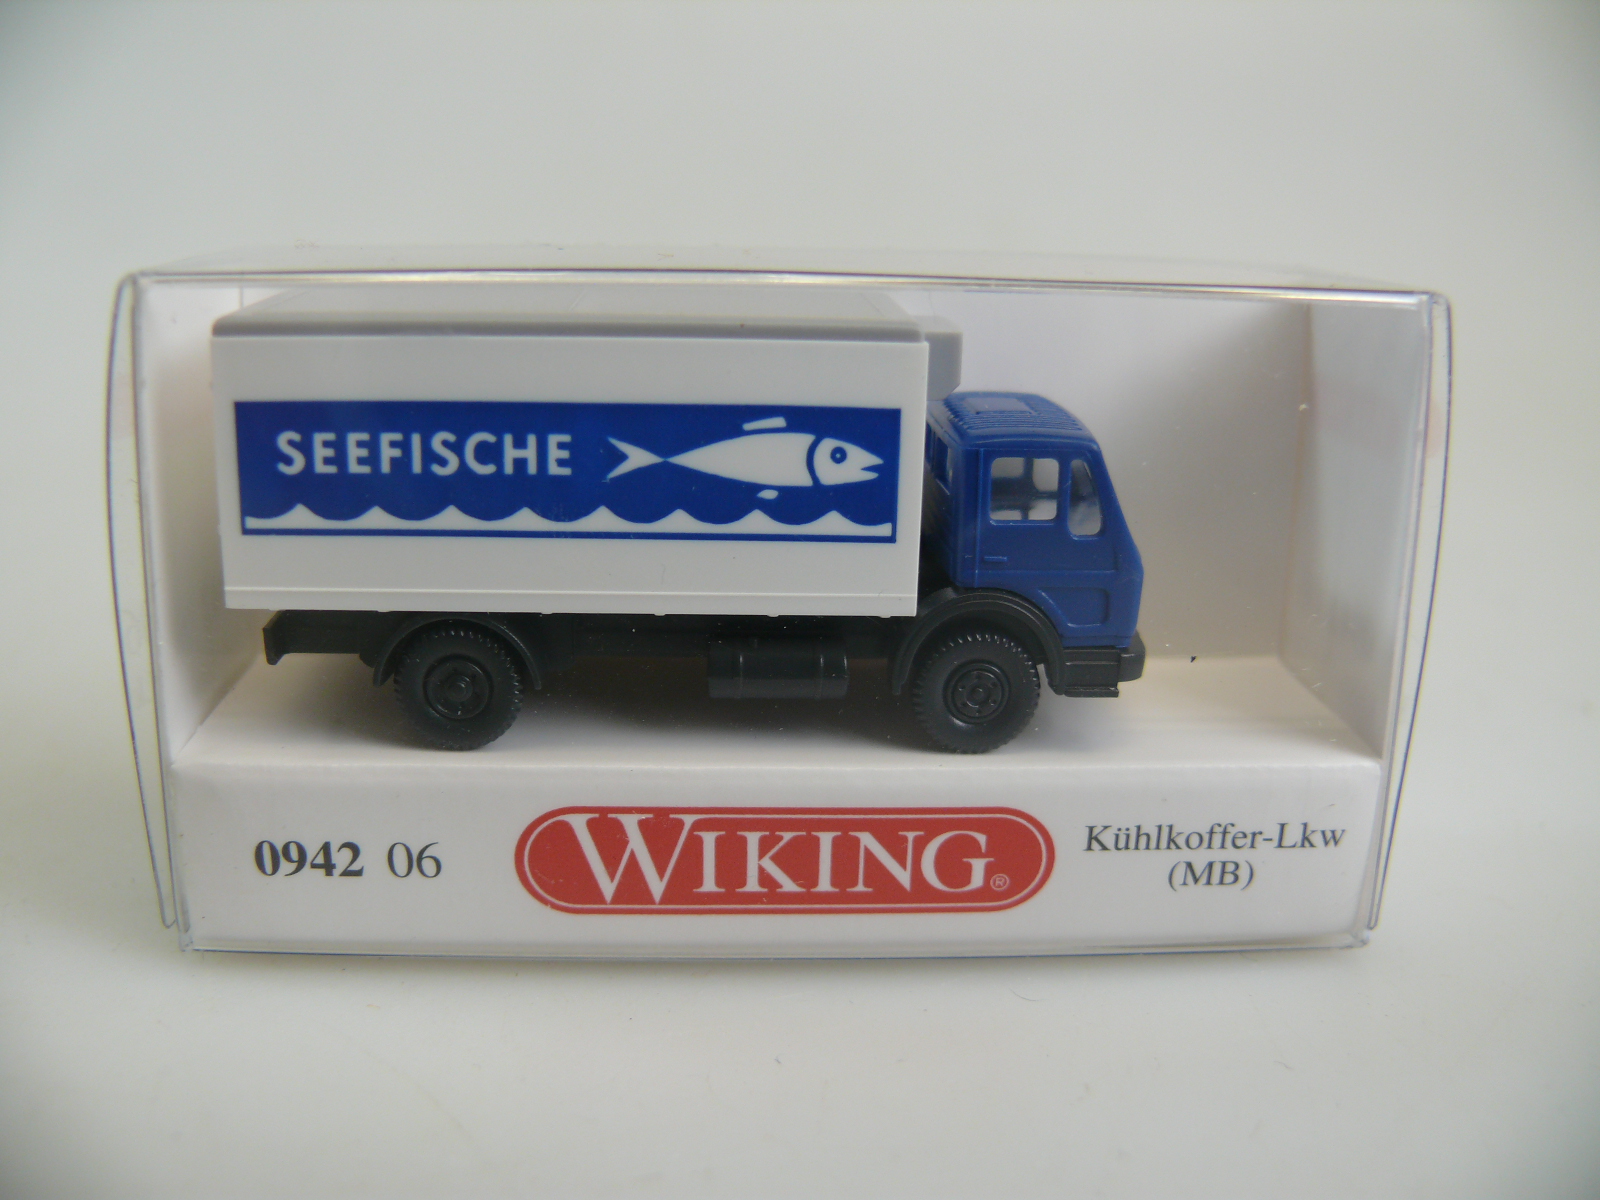 SEEFISCHE
0942 06
WIKING®
Kühlkoffer-Lkw
(MB)